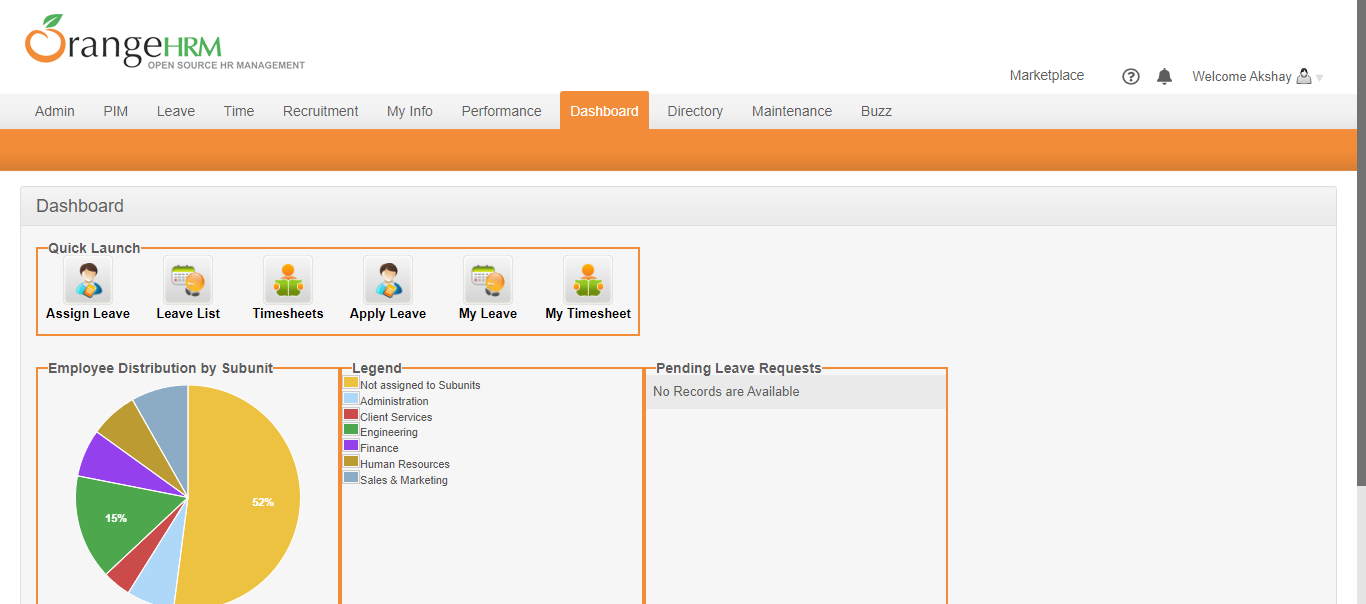 OrangeHRM
OPEN SOURCE HR MANAGEMENT
Marketplace ? Welcome Akshay
Admin PIM Leave Time Recruitment My Info Performance Dashboard Directory Maintenance Buzz
Dashboard
Quick Launch
Assign Leave Leave List Timesheets Apply Leave My Leave My Timesheet
Employee Distribution by Subunit
52%
15%
Legend
Not assigned to Subunits
Administration
Client Services
Engineering
Finance
Human Resources
Sales & Marketing
Pending Leave Requests
No Records are Available